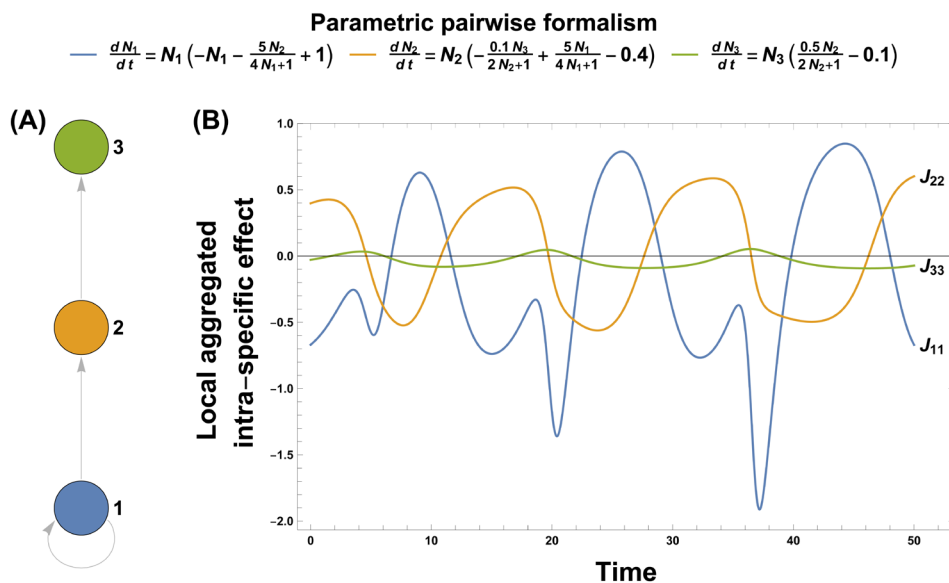 Parametric pairwise formalism
dN₁/dt = N₁(-N₁ - 5N₂/(4N₁+1) + 1) dN₂/dt = N₂(-0.1N₃/(2N₂+1) + 5N₁/(4N₁+1) - 0.4) dN₃/dt = N₃(0.5N₂/(2N₂+1) - 0.1)
(A)
3
2
1
(B)
Local aggregated
intra-specific effect
1.0
0.5
0.0
-0.5
-1.0
-1.5
-2.0
J₂₂
J₃₃
J₁₁
0 10 20 30 40 50
Time